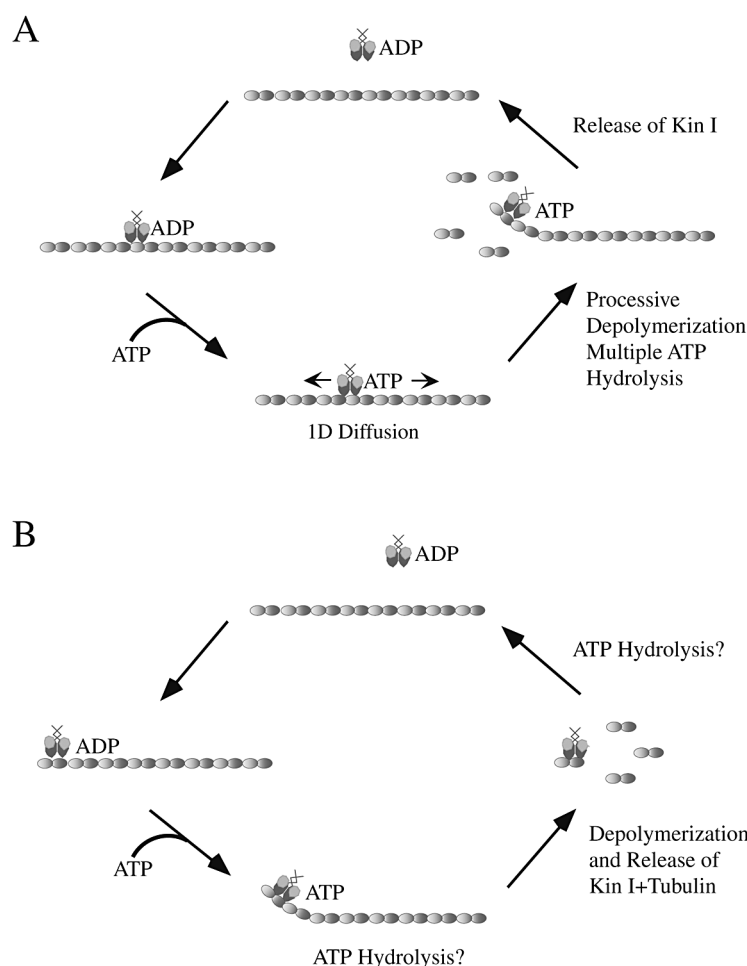 A
ADP
Release of Kin I
ADP
ATP
ATP
Processive
Depolymerization
Multiple ATP
Hydrolysis
ATP
1D Diffusion
B
ADP
ATP Hydrolysis?
ADP
ATP
Depolymerization
and Release of
Kin I+Tubulin
ATP
ATP Hydrolysis?